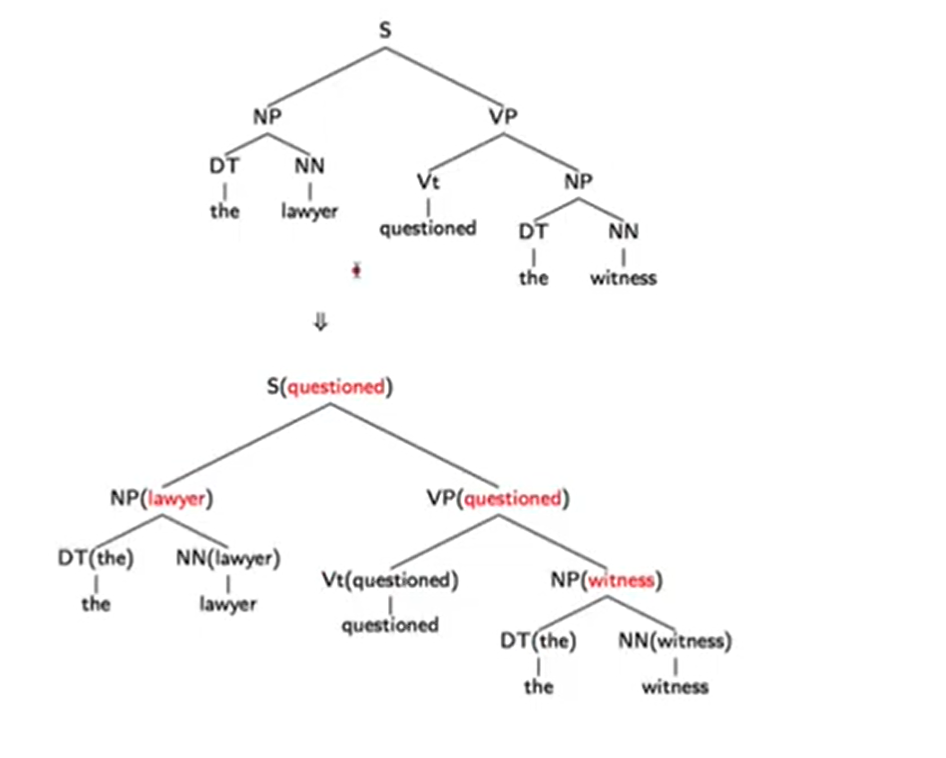 S
NP VP
DT NN
Vt NP
the lawyer
questioned
DT NN
the witness
⇓
S(questioned)
NP(lawyer) VP(questioned)
DT(the) NN(lawyer)
Vt(questioned) NP(witness)
the lawyer
questioned
DT(the) NN(witness)
the witness